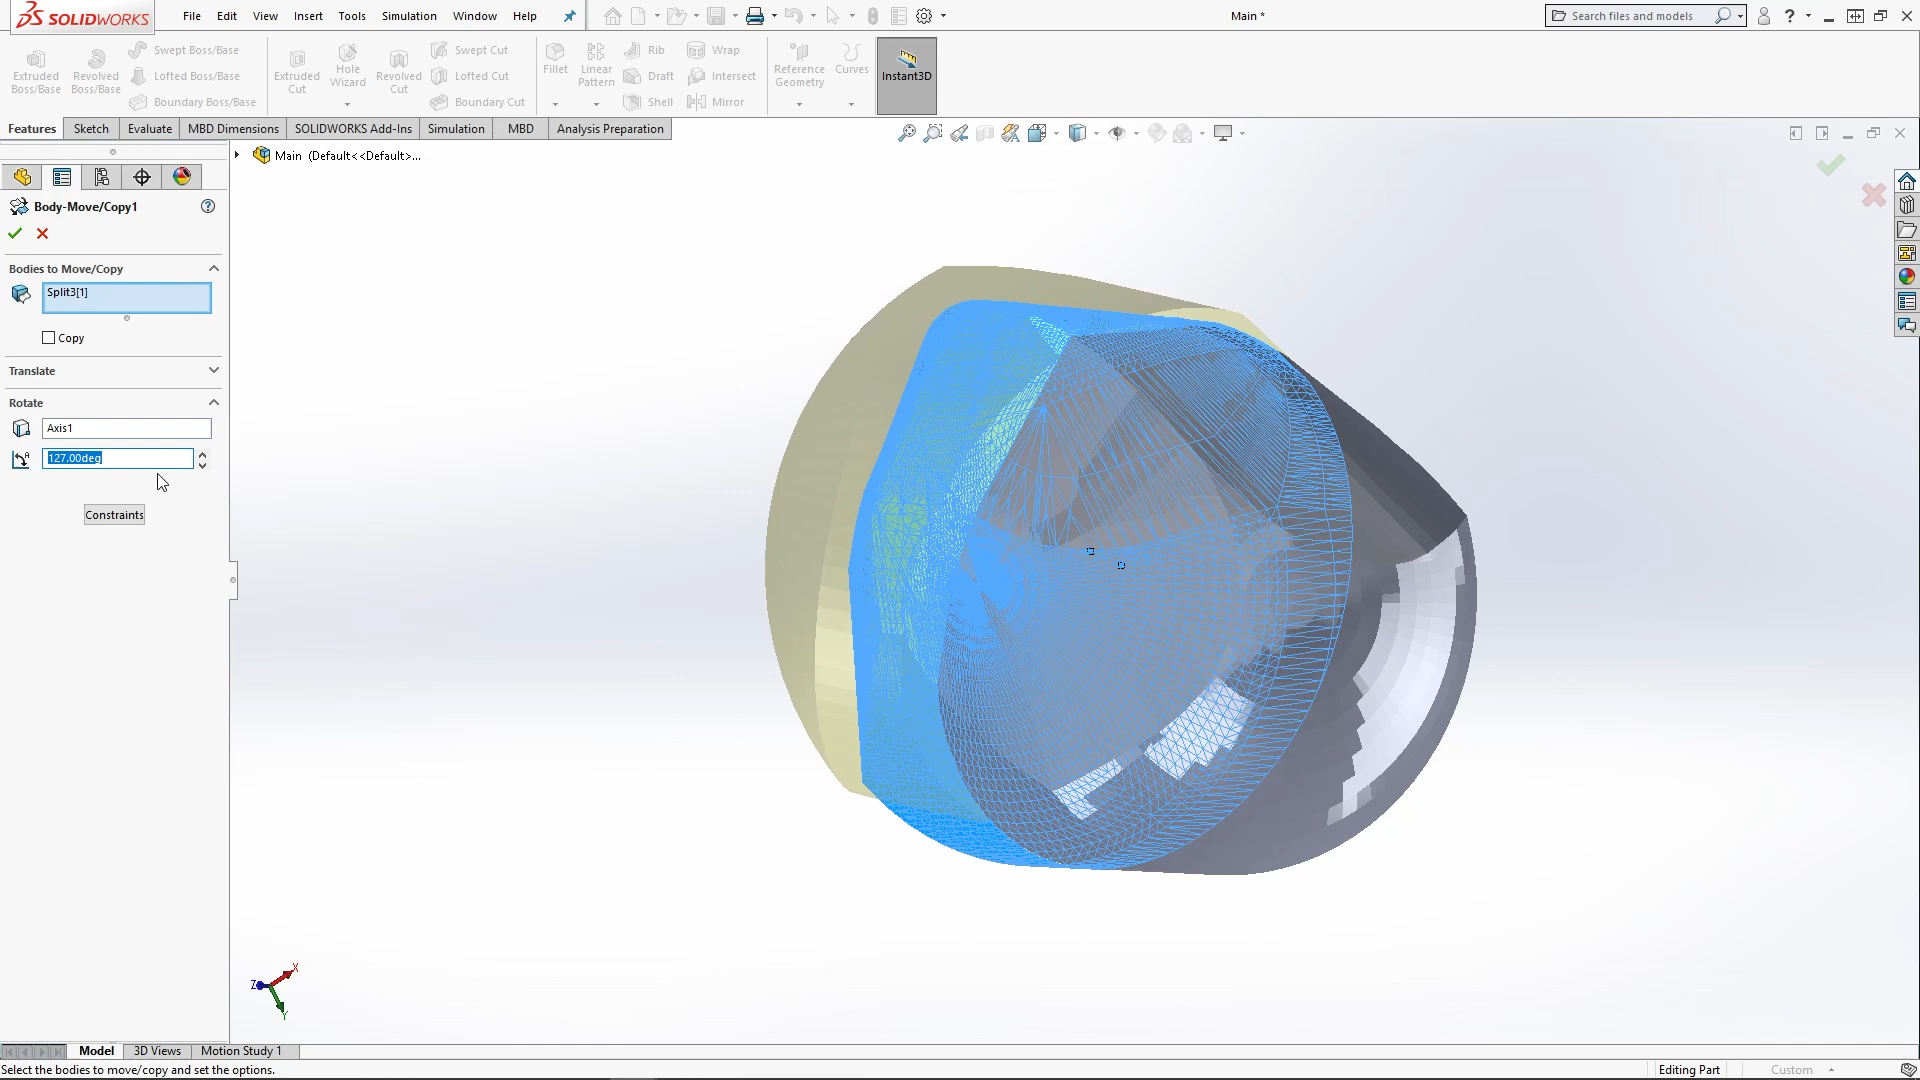 SOLIDWORKS
File Edit View Insert Tools Simulation Window Help
Main *
Search files and models
Extruded Boss/Base
Revolved Boss/Base
Swept Boss/Base
Lofted Boss/Base
Boundary Boss/Base
Extruded Cut
Hole Wizard
Revolved Cut
Swept Cut
Lofted Cut
Boundary Cut
Fillet
Linear Pattern
Rib
Draft
Shell
Wrap
Intersect
Mirror
Reference Geometry
Curves
Instant3D
Features Sketch Evaluate MBD Dimensions SOLIDWORKS Add-Ins Simulation MBD Analysis Preparation
Main (Default<<Default>...
Body-Move/Copy1
Bodies to Move/Copy
Split3[1]
Copy
Translate
Rotate
Axis1
127.00deg
Constraints
X
Z
Y
Model 3D Views Motion Study 1
Select the bodies to move/copy and set the options.
Editing Part
Custom